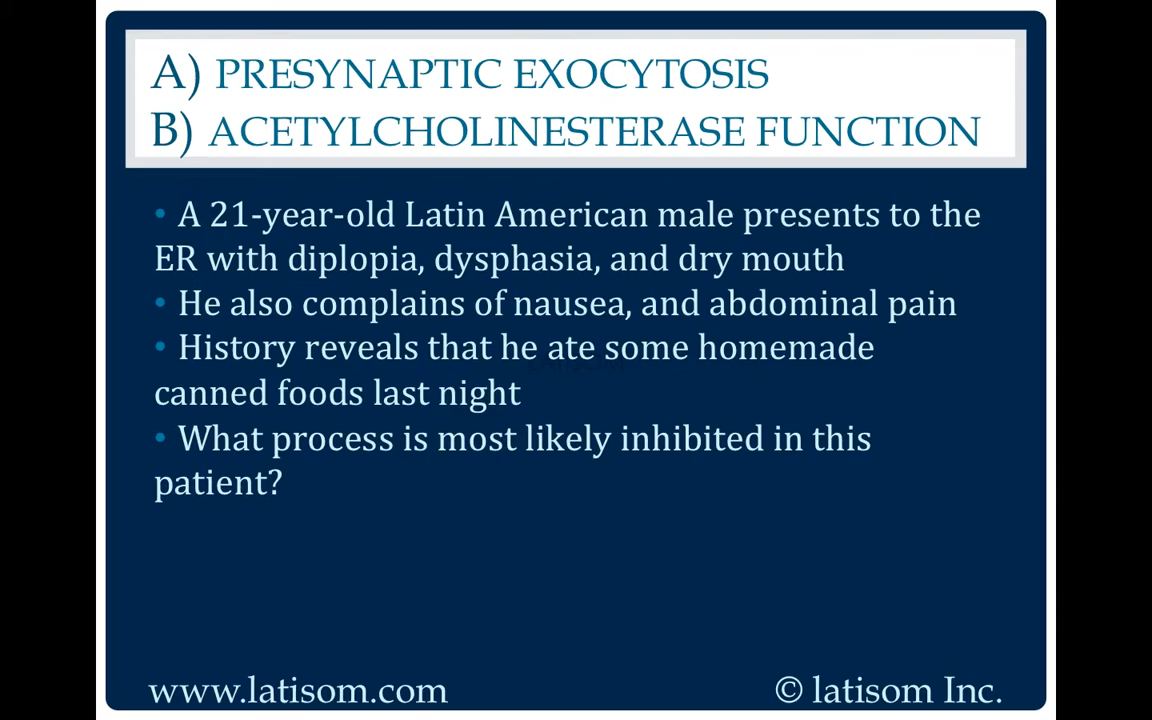 A) PRESYNAPTIC EXOCYTOSIS
B) ACETYLCHOLINESTERASE FUNCTION
• A 21-year-old Latin American male presents to the
ER with diplopia, dysphasia, and dry mouth
• He also complains of nausea, and abdominal pain
• History reveals that he ate some homemade
canned foods last night
• What process is most likely inhibited in this
patient?
www.latisom.com
© latisom Inc.